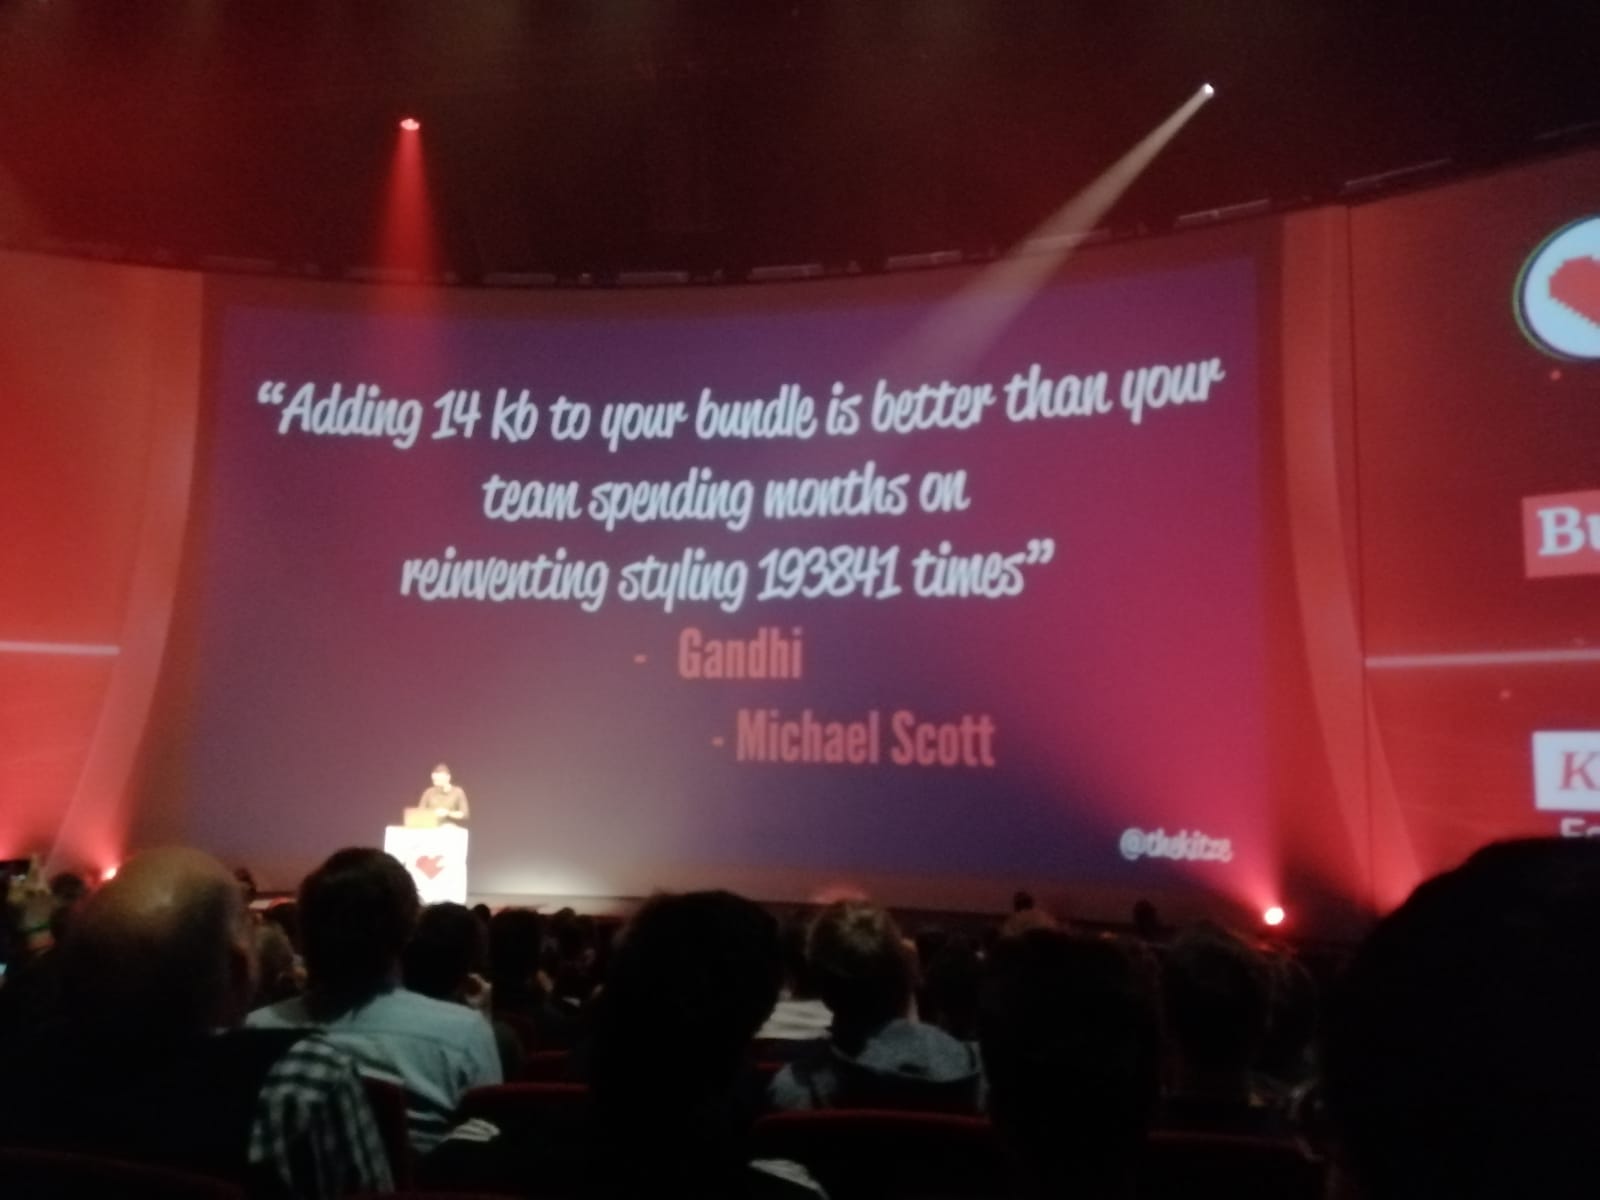 “Adding 14 kb to your bundle is better than your
team spending months on
reinventing styling 193841 times”
- Gandhi
- Michael Scott
@thekitze